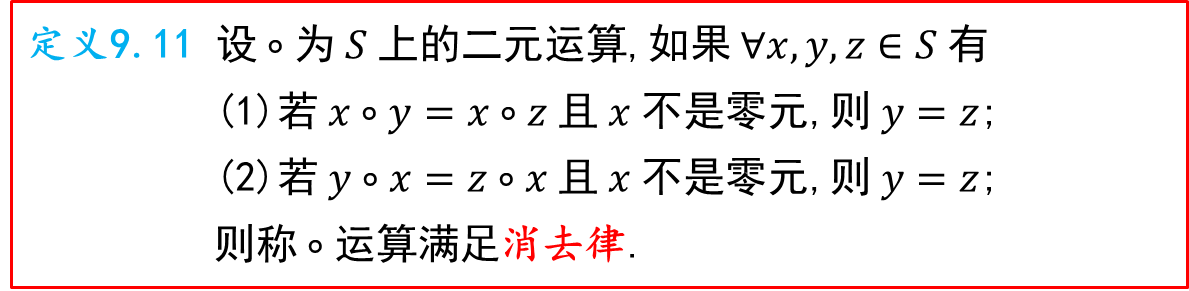 定义9.11 设∘为 S 上的二元运算, 如果 ∀x, y, z ∈ S 有
(1)若 x∘y = x∘z 且 x 不是零元, 则 y = z;
(2)若 y∘x = z∘x 且 x 不是零元, 则 y = z;
则称∘运算满足消去律.